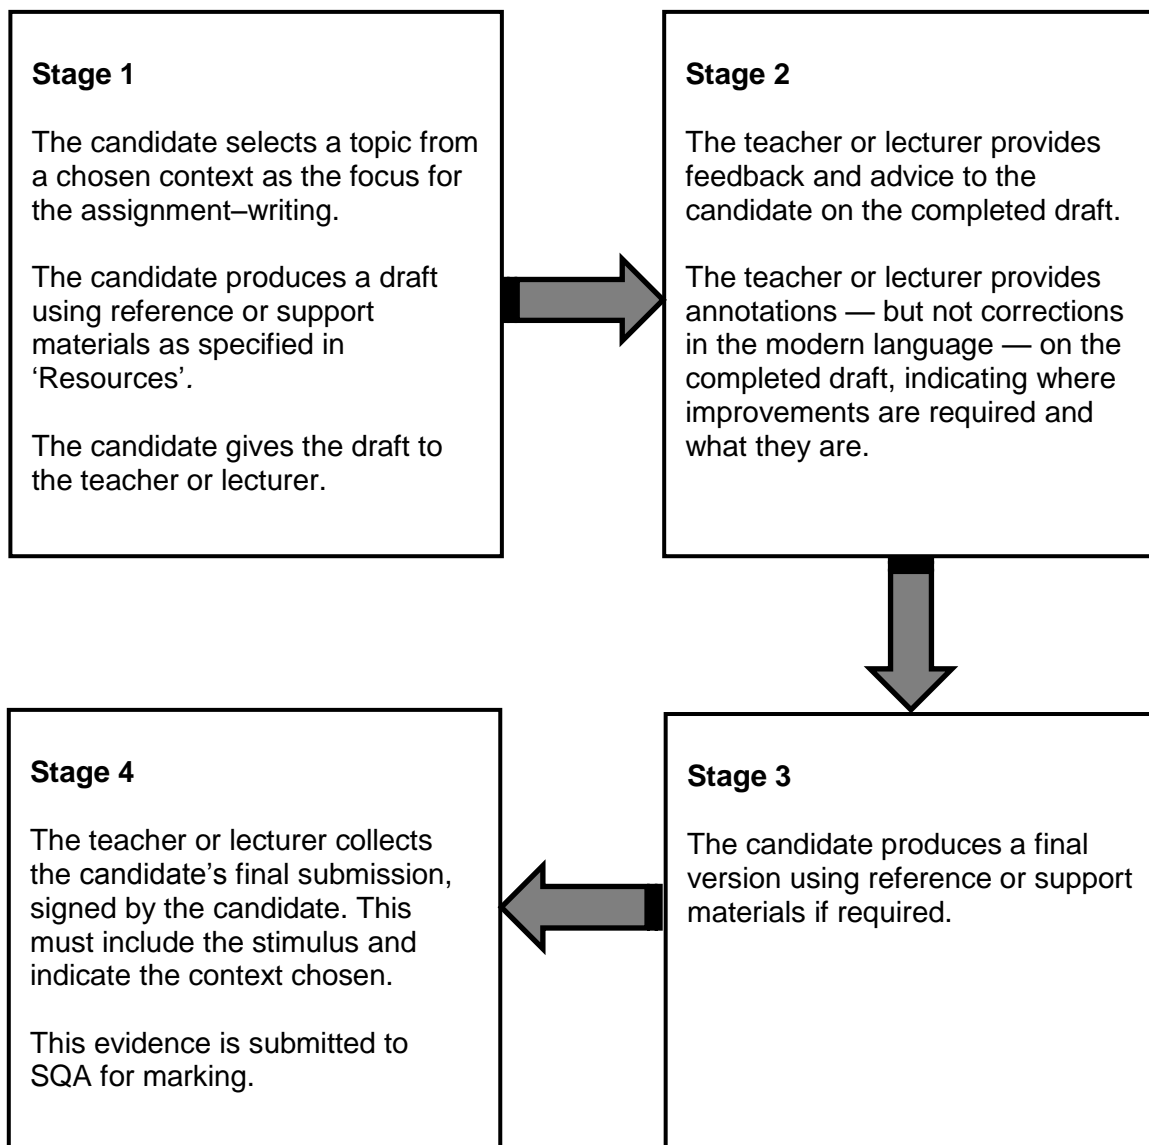 Stage 1
The candidate selects a topic from
a chosen context as the focus for
the assignment–writing.
The candidate produces a draft
using reference or support
materials as specified in
‘Resources’.
The candidate gives the draft to
the teacher or lecturer.
Stage 2
The teacher or lecturer provides
feedback and advice to the
candidate on the completed draft.
The teacher or lecturer provides
annotations — but not corrections
in the modern language — on the
completed draft, indicating where
improvements are required and
what they are.
Stage 3
The candidate produces a final
version using reference or support
materials if required.
Stage 4
The teacher or lecturer collects
the candidate’s final submission,
signed by the candidate. This
must include the stimulus and
indicate the context chosen.
This evidence is submitted to
SQA for marking.